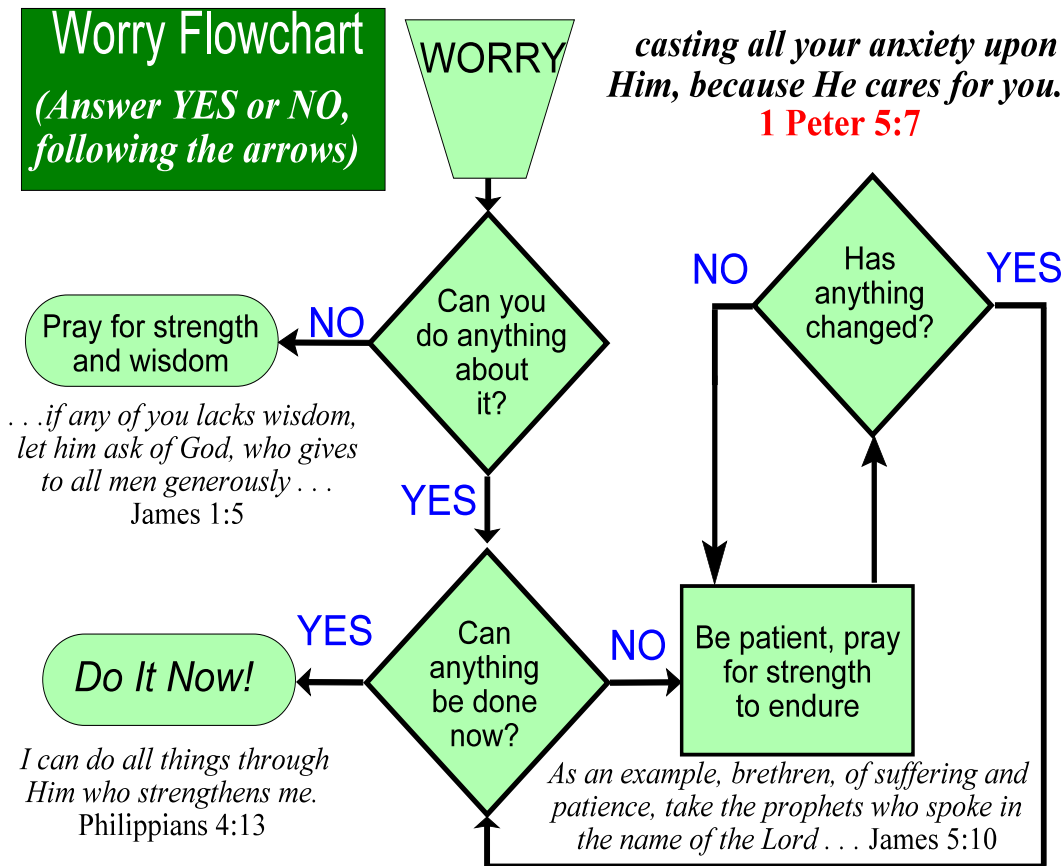 Worry Flowchart
(Answer YES or NO,
following the arrows)
WORRY
casting all your anxiety upon
Him, because He cares for you.
1 Peter 5:7
Can you
do anything
about
it?
NO
Pray for strength
and wisdom
. . .if any of you lacks wisdom,
let him ask of God, who gives
to all men generously . . .
James 1:5
YES
Can
anything
be done
now?
YES
Do It Now!
I can do all things through
Him who strengthens me.
Philippians 4:13
NO
Be patient, pray
for strength
to endure
As an example, brethren, of suffering and
patience, take the prophets who spoke in
the name of the Lord . . . James 5:10
Has
anything
changed?
NO
YES